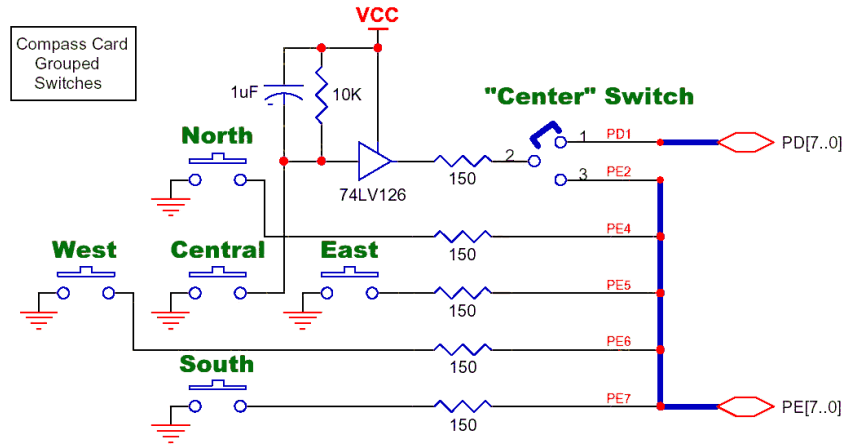 VCC
Compass Card
Grouped
Switches
1uF
10K
"Center" Switch
North
1
PD1
PD[7..0]
2
150
3
PE2
74LV126
West
Central
East
PE4
150
PE5
150
PE6
150
South
PE7
150
PE[7..0]